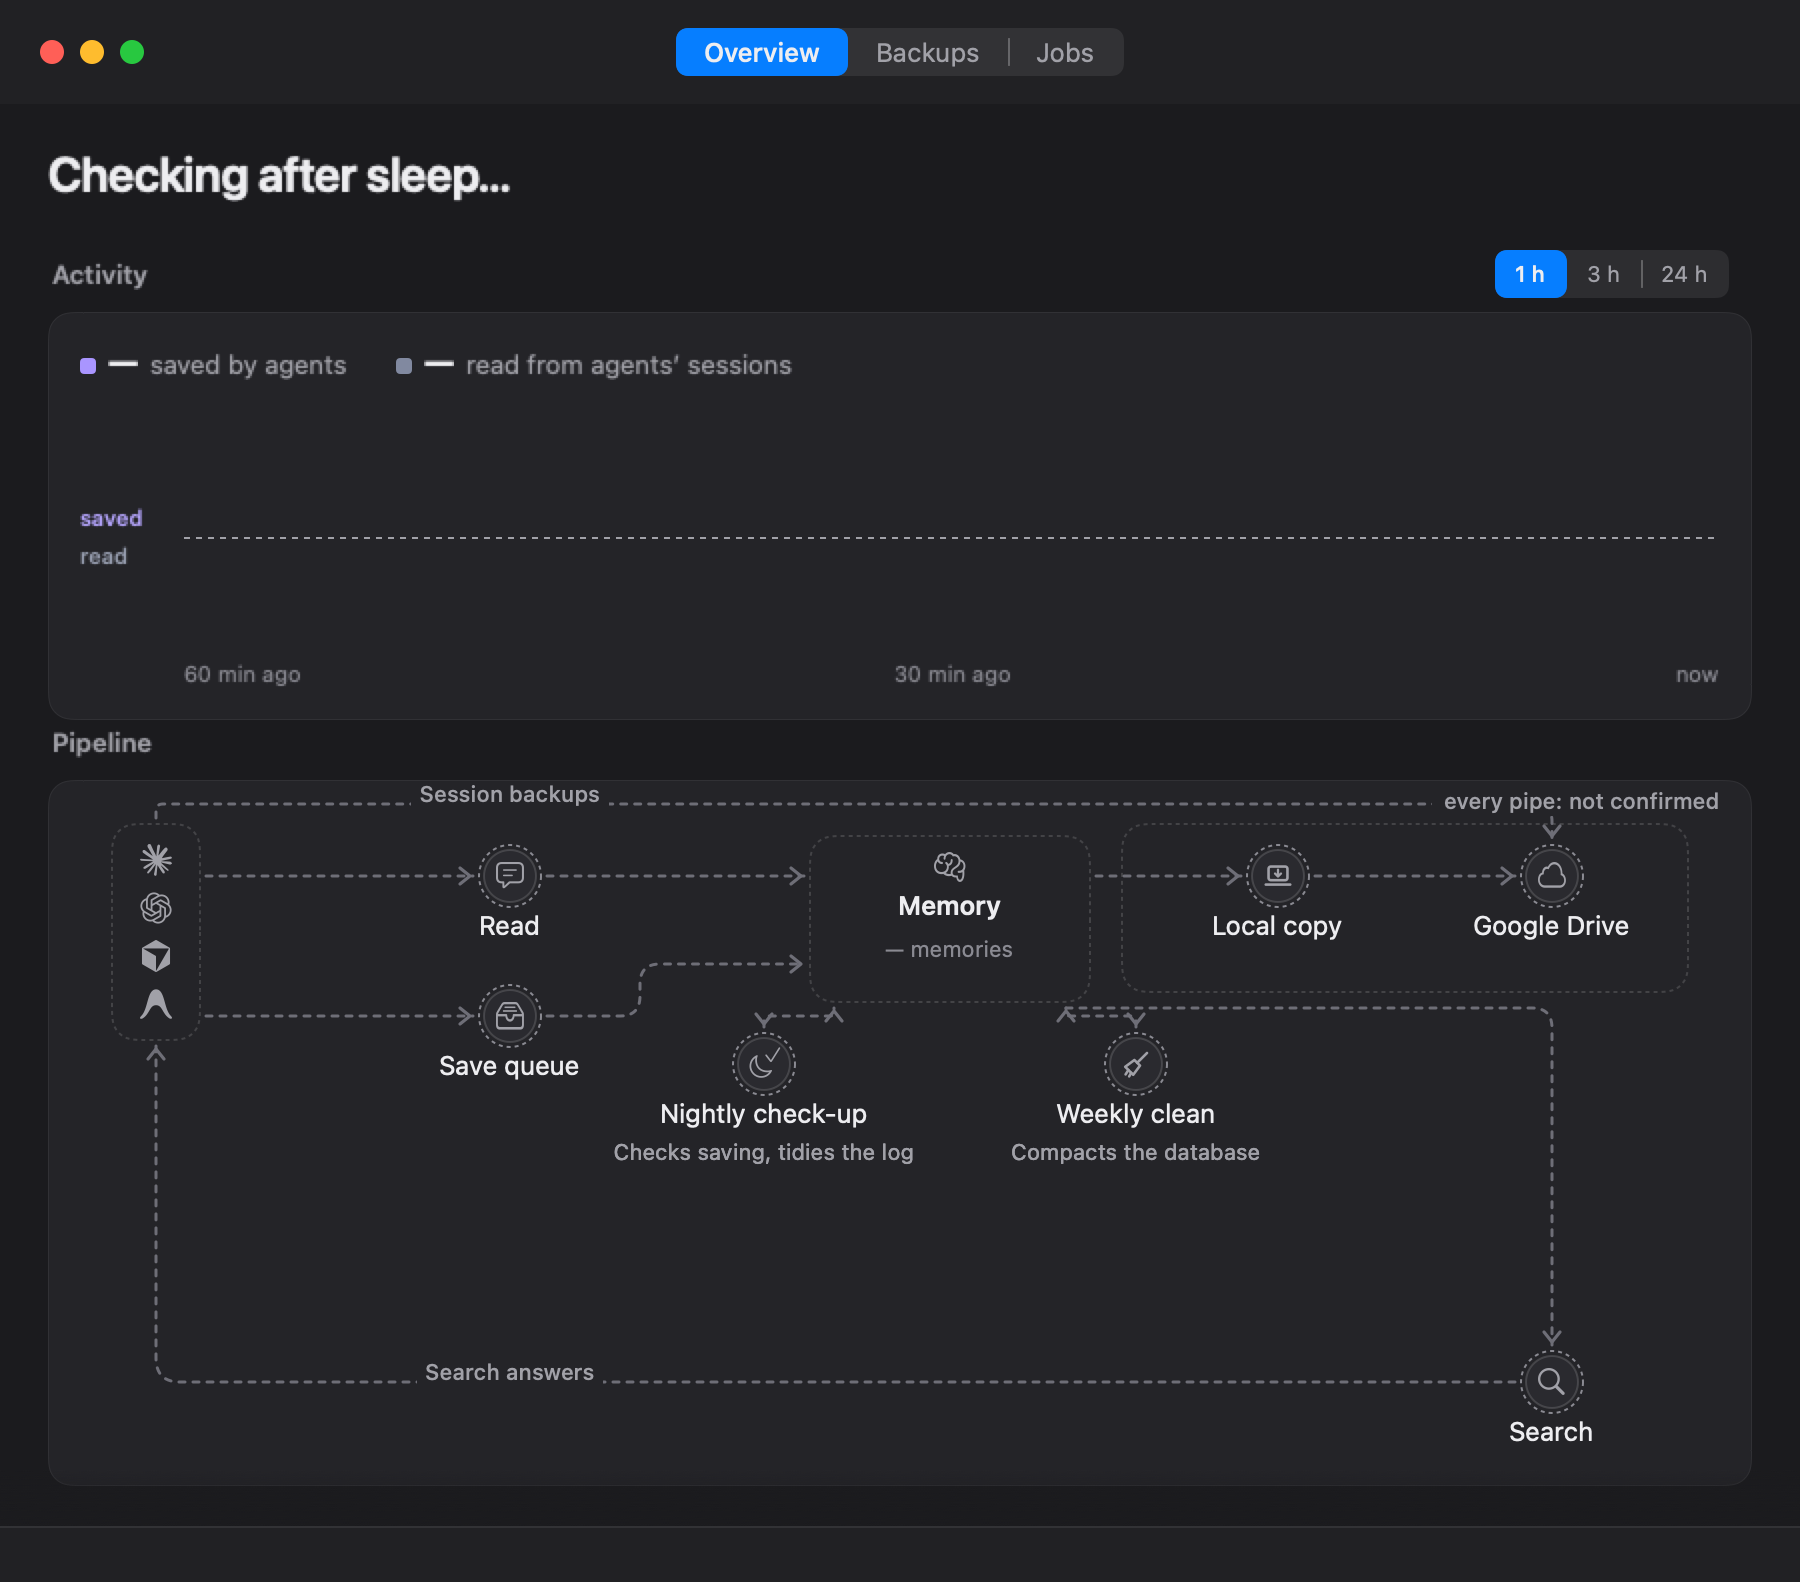 Overview
Backups
Jobs
Checking after sleep...
Activity
1 h
3 h
24 h
— saved by agents
— read from agents’ sessions
saved
read
60 min ago
30 min ago
now
Pipeline
Session backups
every pipe: not confirmed
Read
Memory
— memories
Local copy
Google Drive
Save queue
Nightly check-up
Checks saving, tidies the log
Weekly clean
Compacts the database
Search answers
Search